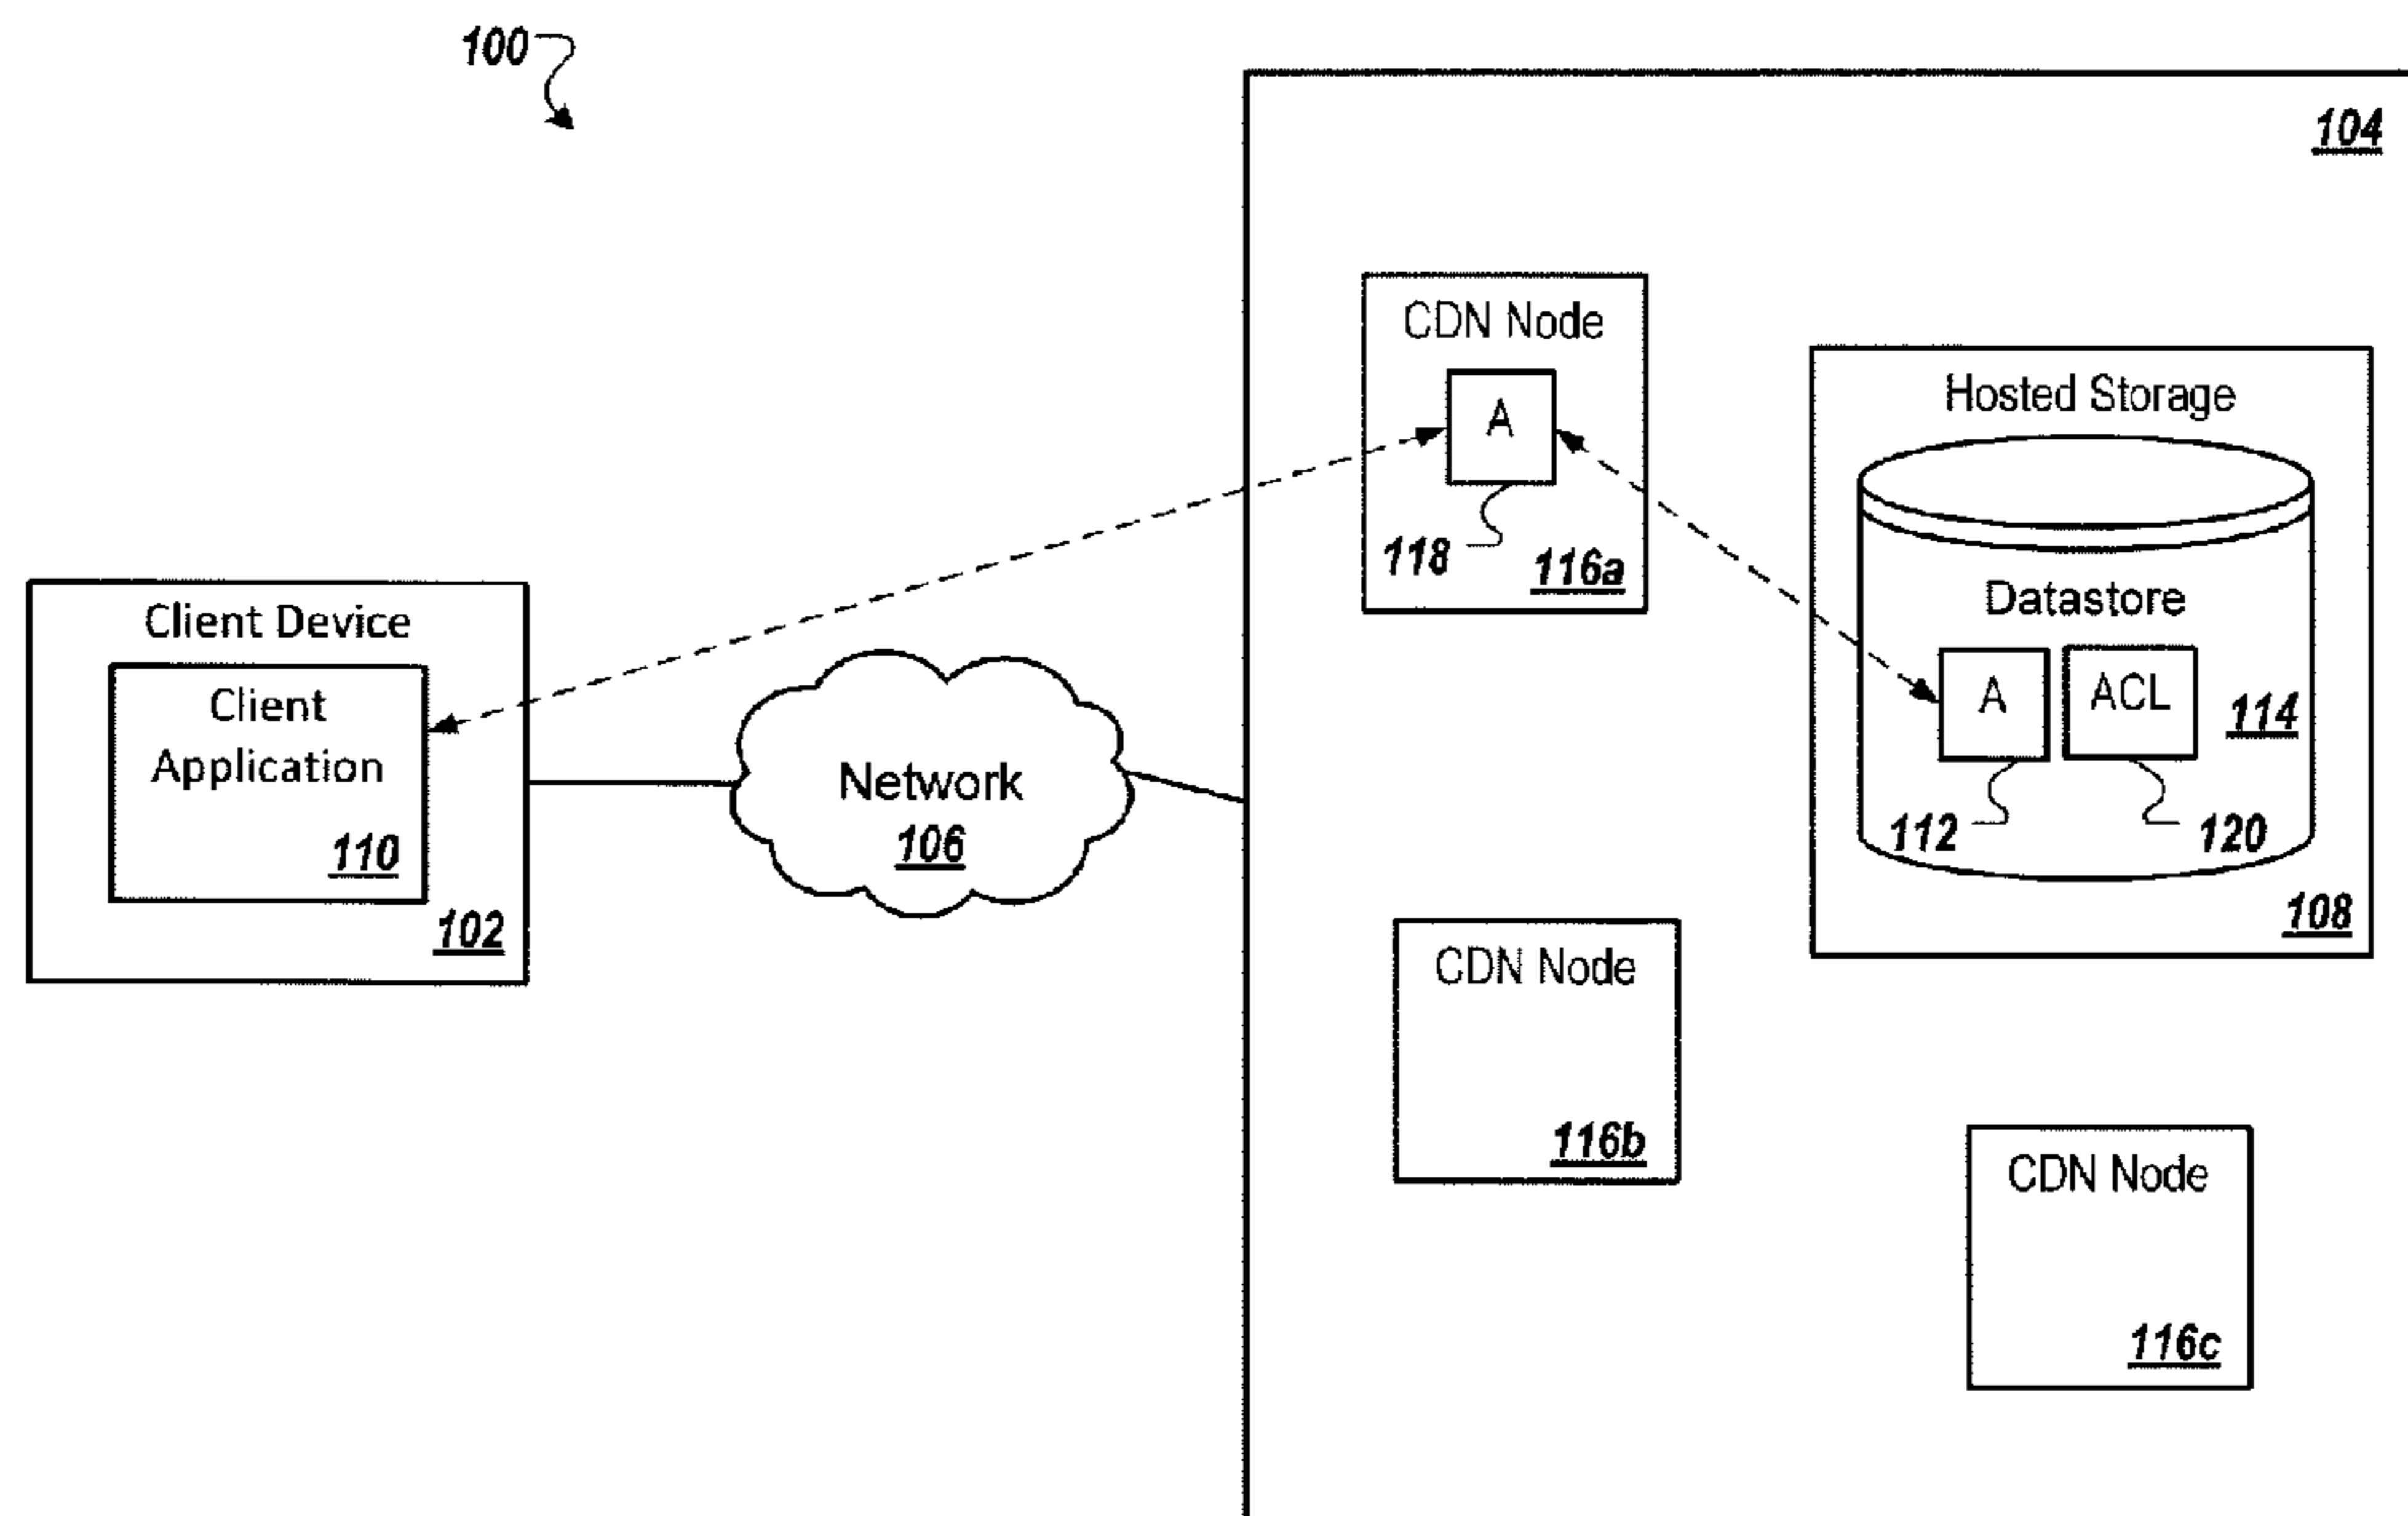 100
104
CDN Node
A
118
116a
Hosted Storage
Datastore
A
ACL
114
112
120
108
Client Device
Client
Application
110
102
Network
106
CDN Node
116b
CDN Node
116c